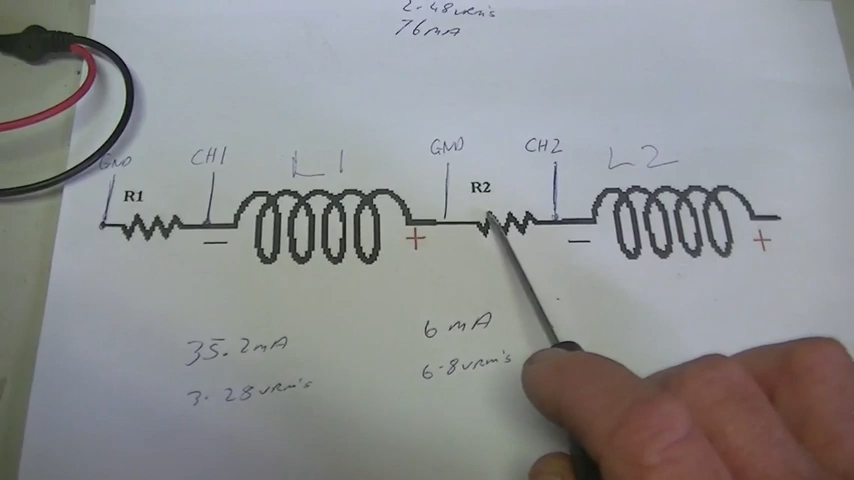 2.48vrm's
76mA
GND CH1 L1 GND CH2 L2
R1 R2
− + − +
35.2mA 6mA
3.28vrm's 6.8vrm's